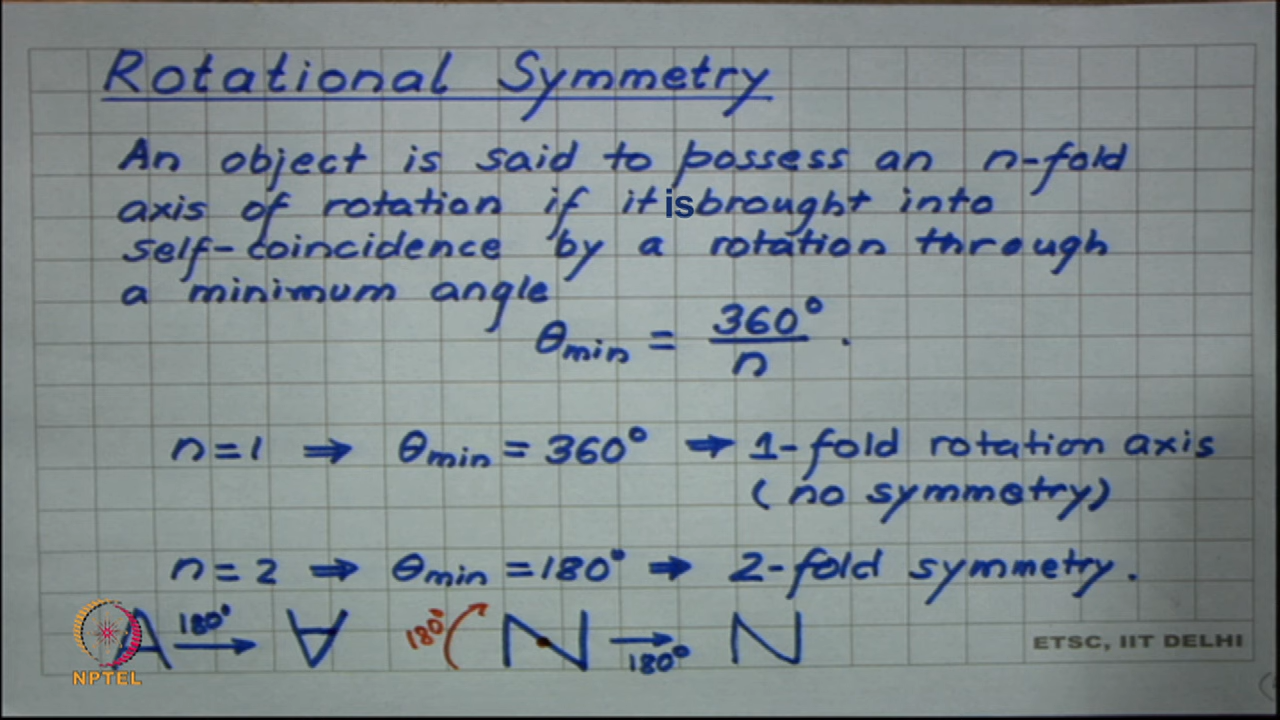 Rotational Symmetry
An object is said to possess an n-fold
axis of rotation if it is brought into
self-coincidence by a rotation through
a minimum angle
θmin = 360°/n .
n=1 ⇒ θmin = 360° ⇒ 1-fold rotation axis
(no symmetry)
n=2 ⇒ θmin =180° ⇒ 2-fold symmetry.
A 180° → ∀ 180° N → 180° N
ETSC, IIT DELHI
NPTEL